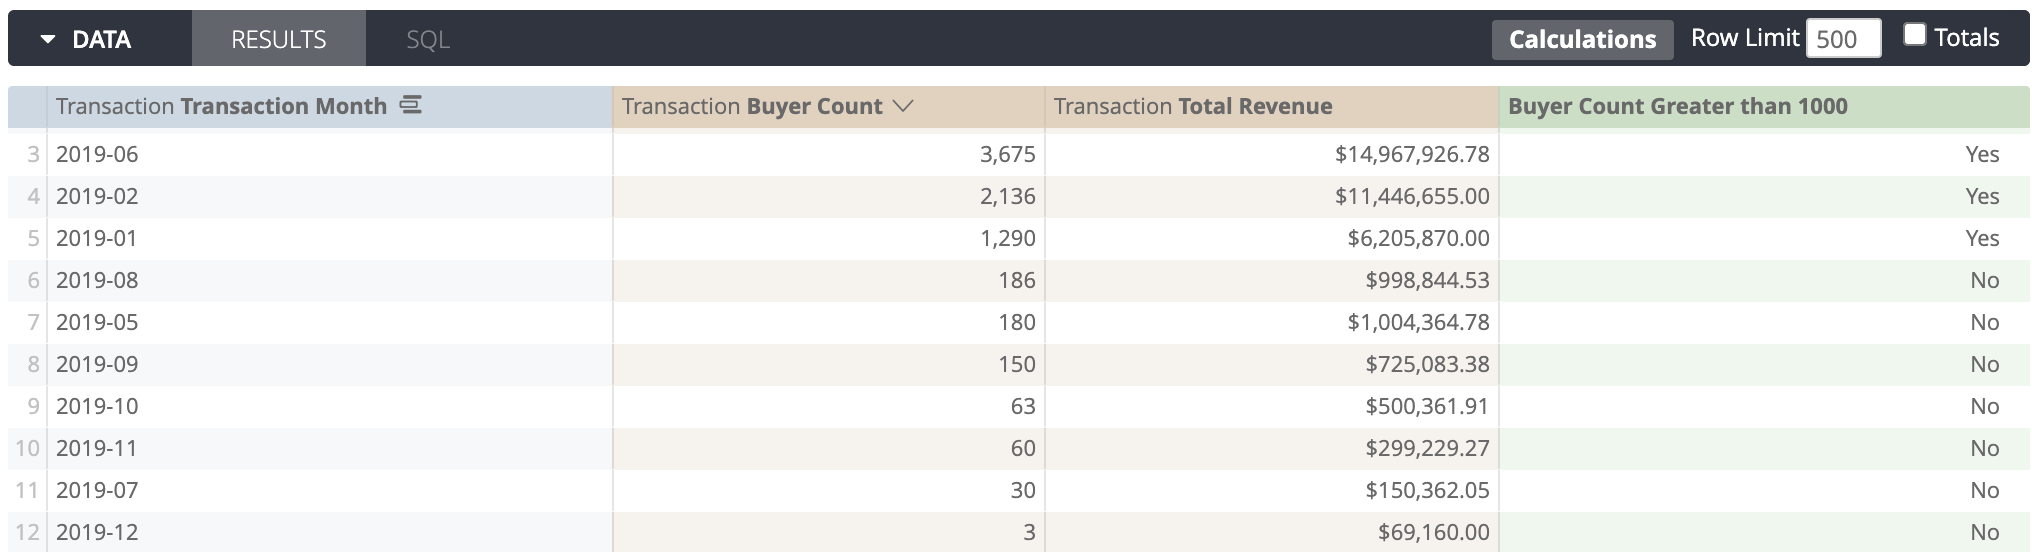 DATA RESULTS SQL Calculations Row Limit 500 Totals
Transaction Transaction Month Transaction Buyer Count Transaction Total Revenue Buyer Count Greater than 1000
3 2019-06 3,675 $14,967,926.78 Yes
4 2019-02 2,136 $11,446,655.00 Yes
5 2019-01 1,290 $6,205,870.00 Yes
6 2019-08 186 $998,844.53 No
7 2019-05 180 $1,004,364.78 No
8 2019-09 150 $725,083.38 No
9 2019-10 63 $500,361.91 No
10 2019-11 60 $299,229.27 No
11 2019-07 30 $150,362.05 No
12 2019-12 3 $69,160.00 No